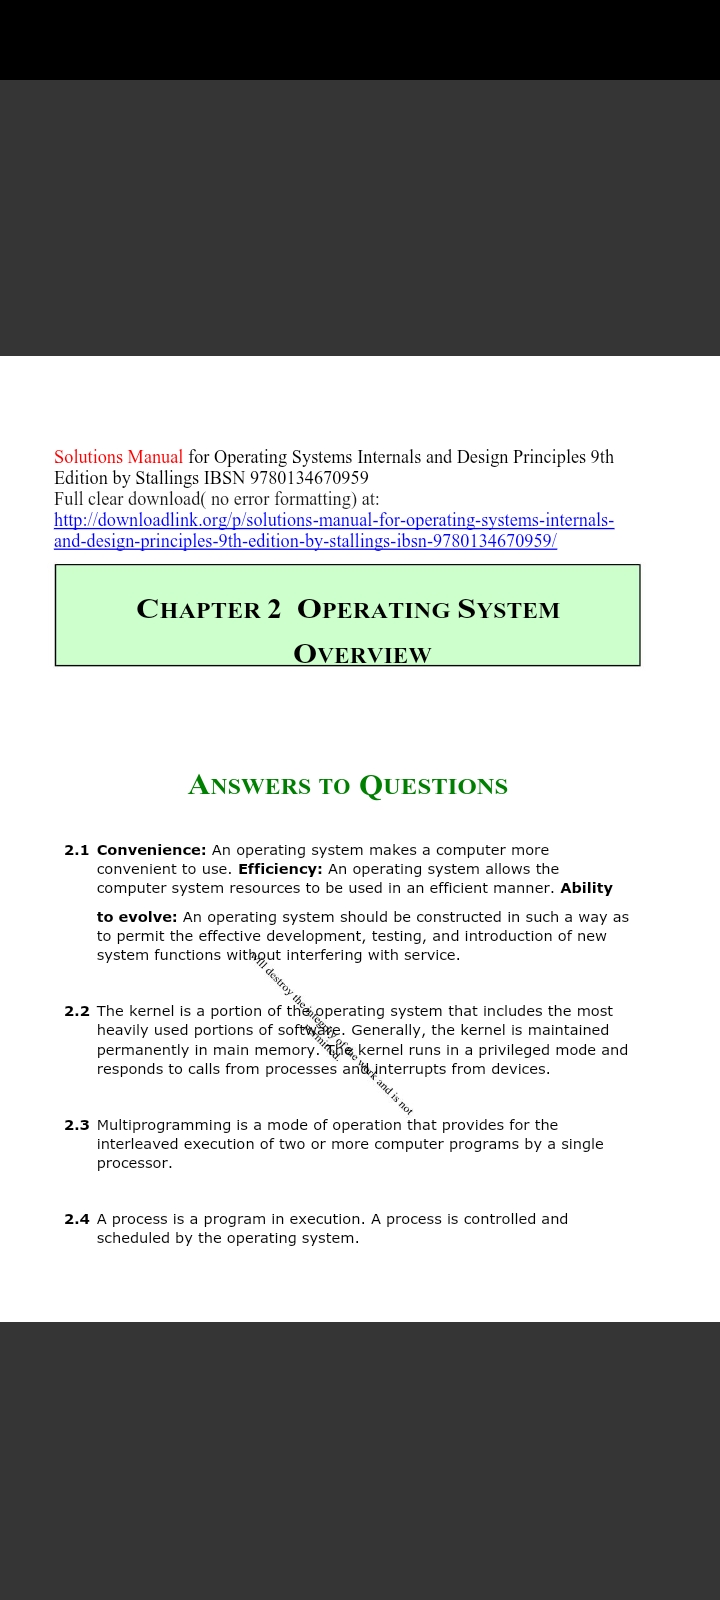 Solutions Manual for Operating Systems Internals and Design Principles 9th
Edition by Stallings IBSN 9780134670959
Full clear download( no error formatting) at:
http://downloadlink.org/p/solutions-manual-for-operating-systems-internals-
and-design-principles-9th-edition-by-stallings-ibsn-9780134670959/
CHAPTER 2 OPERATING SYSTEM
OVERVIEW
ANSWERS TO QUESTIONS
2.1 Convenience: An operating system makes a computer more
convenient to use. Efficiency: An operating system allows the
computer system resources to be used in an efficient manner. Ability
to evolve: An operating system should be constructed in such a way as
to permit the effective development, testing, and introduction of new
system functions without interfering with service.
will destroy the integrity of the work and is not
permitted.
2.2 The kernel is a portion of the operating system that includes the most
heavily used portions of software. Generally, the kernel is maintained
permanently in main memory. The kernel runs in a privileged mode and
responds to calls from processes and interrupts from devices.
2.3 Multiprogramming is a mode of operation that provides for the
interleaved execution of two or more computer programs by a single
processor.
2.4 A process is a program in execution. A process is controlled and
scheduled by the operating system.